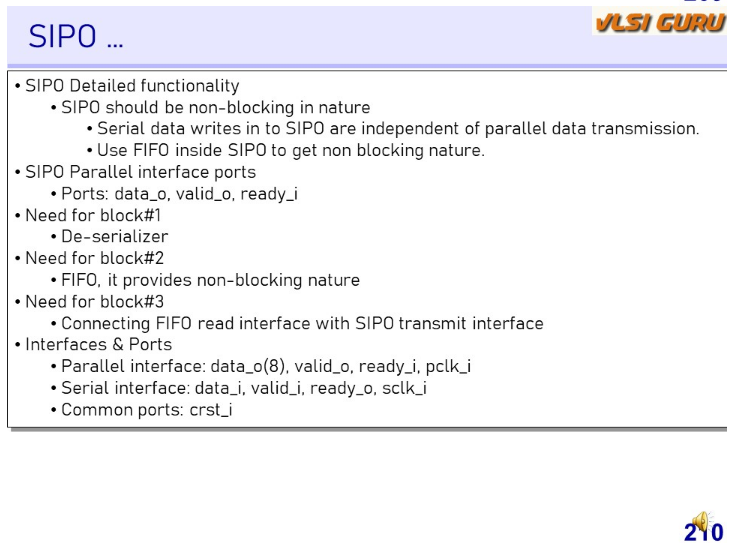 VLSI GURU
SIPO ...
• SIPO Detailed functionality
• SIPO should be non-blocking in nature
• Serial data writes in to SIPO are independent of parallel data transmission.
• Use FIFO inside SIPO to get non blocking nature.
• SIPO Parallel interface ports
• Ports: data_o, valid_o, ready_i
• Need for block#1
• De-serializer
• Need for block#2
• FIFO, it provides non-blocking nature
• Need for block#3
• Connecting FIFO read interface with SIPO transmit interface
• Interfaces & Ports
• Parallel interface: data_o(8), valid_o, ready_i, pclk_i
• Serial interface: data_i, valid_i, ready_o, sclk_i
• Common ports: crst_i
210